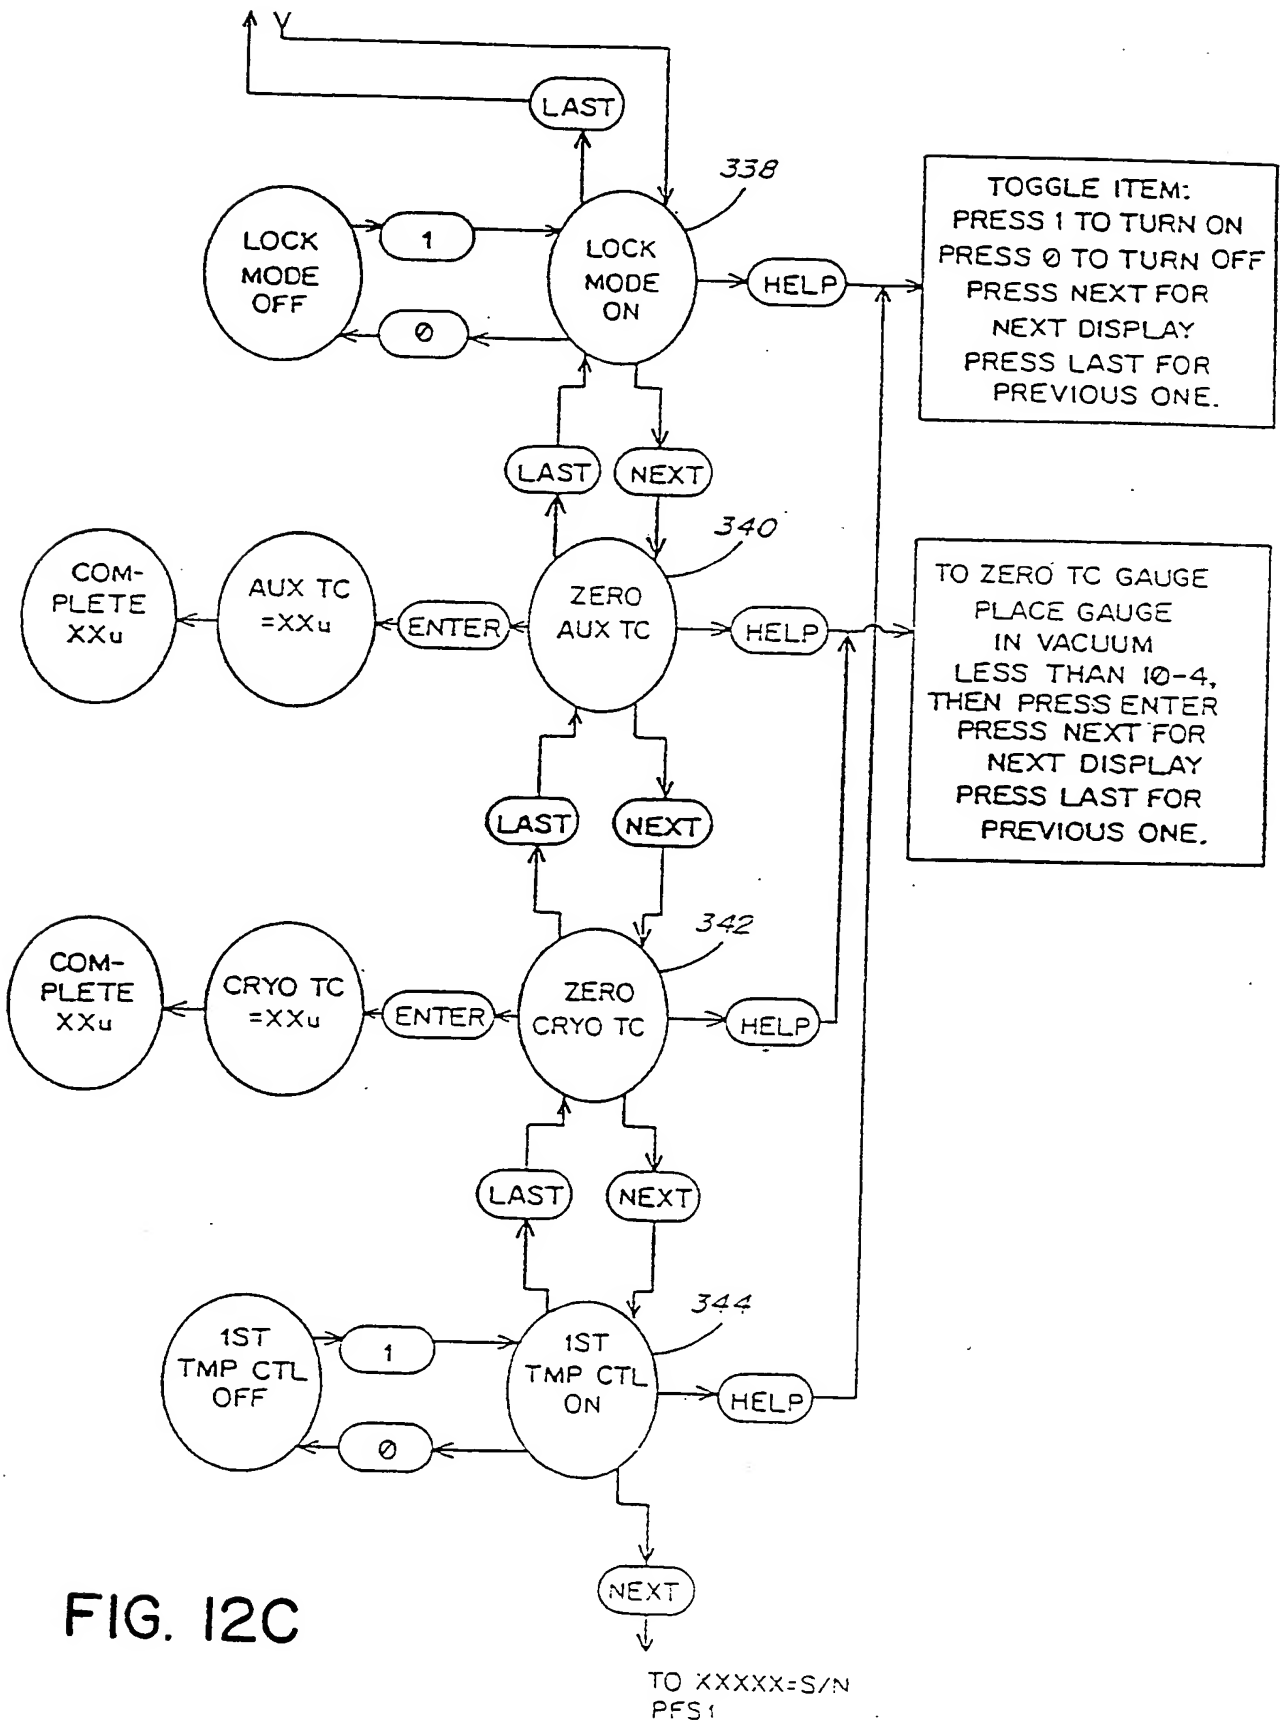 LAST
338
LOCK
MODE
OFF
1
0
LOCK
MODE
ON
HELP
TOGGLE ITEM:
PRESS 1 TO TURN ON
PRESS 0 TO TURN OFF
PRESS NEXT FOR
NEXT DISPLAY
PRESS LAST FOR
PREVIOUS ONE.
LAST
NEXT
340
COM-
PLETE
XXu
AUX TC
=XXu
ENTER
ZERO
AUX TC
HELP
TO ZERO TC GAUGE
PLACE GAUGE
IN VACUUM
LESS THAN 10-4,
THEN PRESS ENTER
PRESS NEXT FOR
NEXT DISPLAY
PRESS LAST FOR
PREVIOUS ONE.
LAST
NEXT
342
COM-
PLETE
XXu
CRYO TC
=XXu
ENTER
ZERO
CRYO TC
HELP
LAST
NEXT
344
1ST
TMP CTL
OFF
1
0
1ST
TMP CTL
ON
HELP
NEXT
FIG. 12C
TO XXXXX=S/N
PFS1